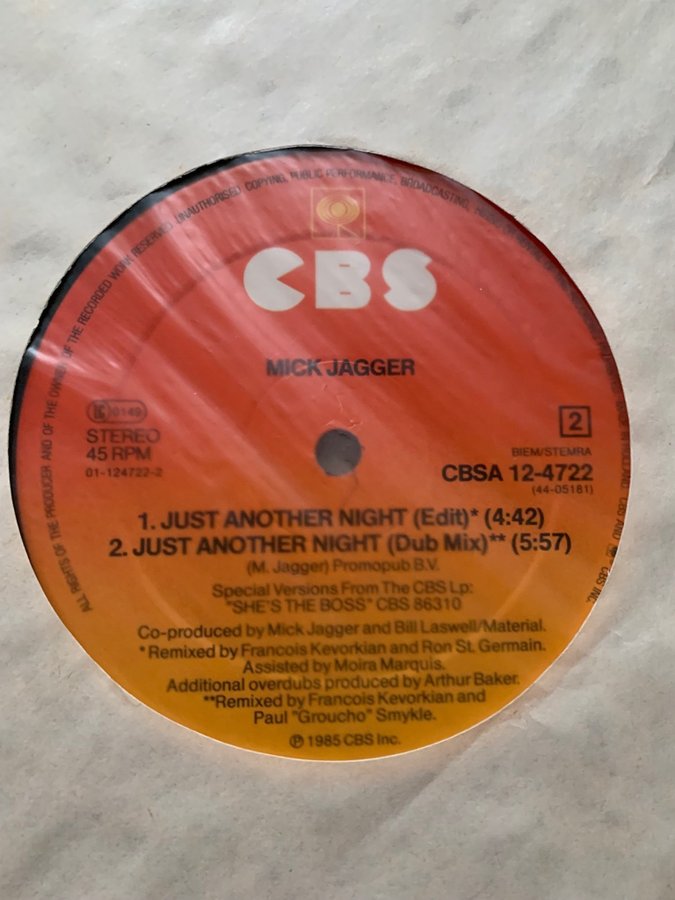 ALL RIGHTS OF THE PRODUCER AND OF THE OWNER OF THE RECORDED WORK RESERVED UNAUTHORISED COPYING, PUBLIC PERFORMANCE, BROADCASTING,
CBS
MICK JAGGER
LC 0149
STEREO
45 RPM
01-124722-2
2
BIEM/STEMRA
CBSA 12-4722
(44-05181)
1. JUST ANOTHER NIGHT (Edit)* (4:42)
2. JUST ANOTHER NIGHT (Dub Mix)** (5:57)
(M. Jagger) Promopub B.V.
Special Versions From The CBS Lp:
"SHE'S THE BOSS" CBS 86310
Co-produced by Mick Jagger and Bill Laswell/Material.
*Remixed by Francois Kevorkian and Ron St. Germain.
Assisted by Moira Marquis.
Additional overdubs produced by Arthur Baker.
**Remixed by Francois Kevorkian and
Paul "Groucho" Smykle.
℗ 1985 CBS Inc.